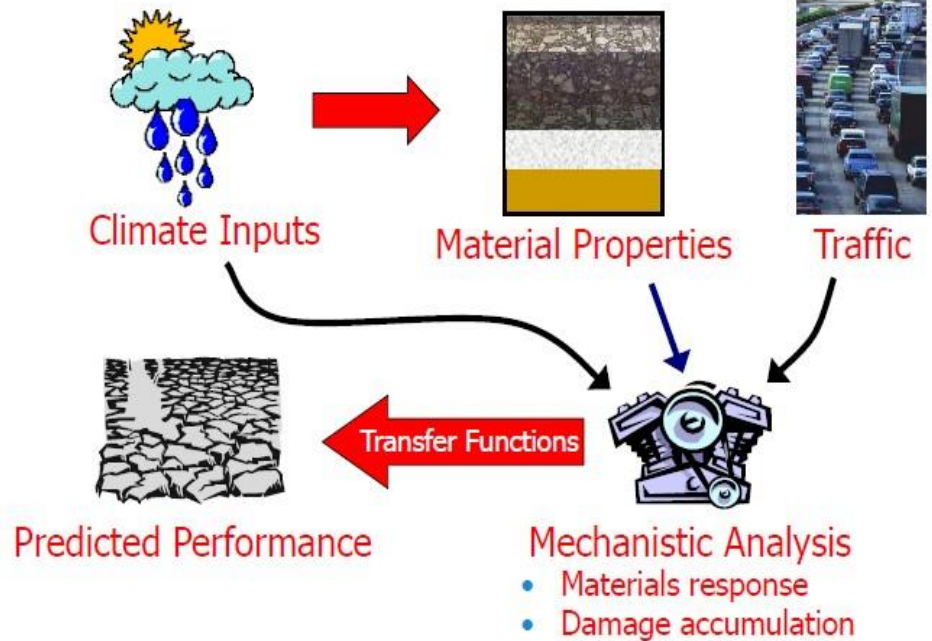 Climate Inputs
Material Properties
Traffic
Transfer Functions
Predicted Performance
Mechanistic Analysis
• Materials response
• Damage accumulation